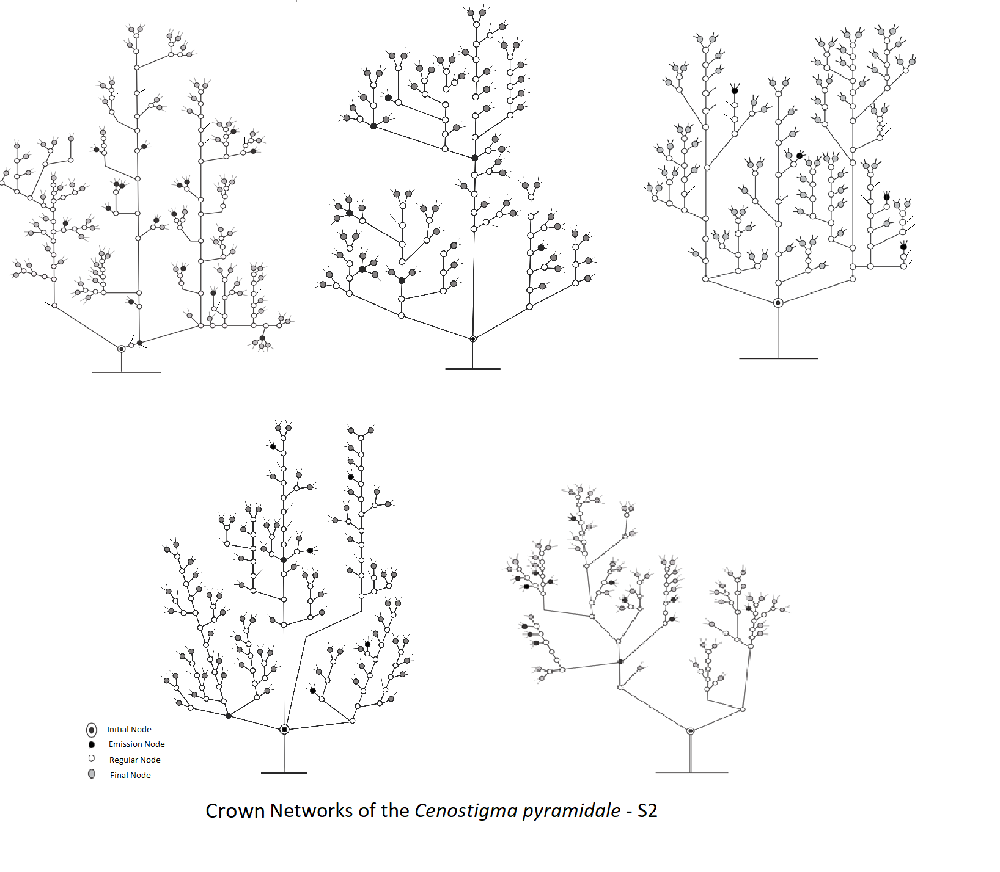 Initial Node
Emission Node
Regular Node
Final Node
Crown Networks of the Cenostigma pyramidale - S2